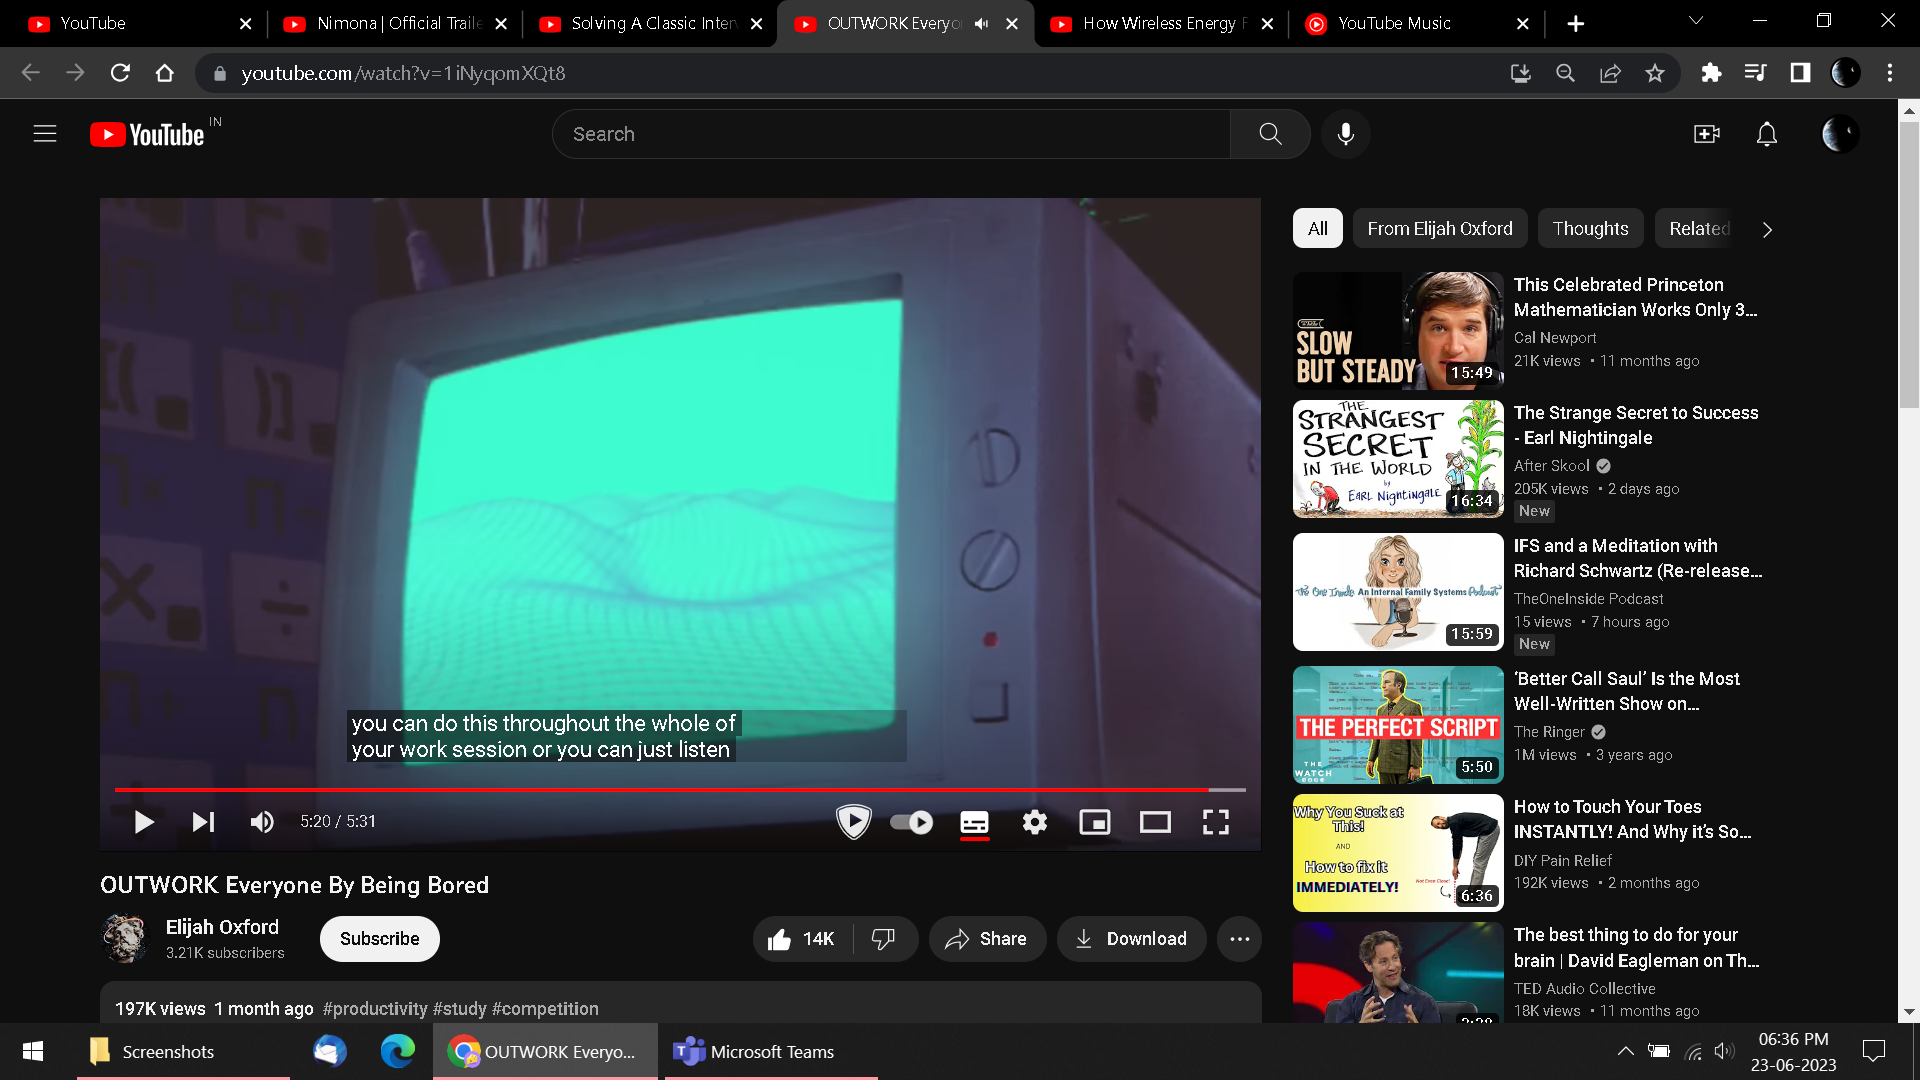 YouTube
Nimona | Official Traile
Solving A Classic Inter
OUTWORK Everyo
How Wireless Energy F
YouTube Music
youtube.com/watch?v=1iNyqomXQt8
YouTube IN
Search
All
From Elijah Oxford
Thoughts
Related
SLOW
BUT STEADY
15:49
This Celebrated Princeton
Mathematician Works Only 3...
Cal Newport
21K views • 11 months ago
THE
STRANGEST
SECRET
IN THE WORLD
by
EARL NIGHTINGALE
16:34
The Strange Secret to Success
- Earl Nightingale
After Skool
205K views • 2 days ago
New
The One Inside An Internal Family Systems Podcast
15:59
IFS and a Meditation with
Richard Schwartz (Re-release...
TheOneInside Podcast
15 views • 7 hours ago
New
THE PERFECT SCRIPT
THE
WATCH
5:50
‘Better Call Saul’ Is the Most
Well-Written Show on...
The Ringer
1M views • 3 years ago
Why You Suck at
This!
AND
How to fix it
IMMEDIATELY!
Not Even Close!
6:36
How to Touch Your Toes
INSTANTLY! And Why it's So...
DIY Pain Relief
192K views • 2 months ago
The best thing to do for your
brain | David Eagleman on Th...
TED Audio Collective
18K views • 11 months ago
you can do this throughout the whole of
your work session or you can just listen
5:20 / 5:31
OUTWORK Everyone By Being Bored
Elijah Oxford
3.21K subscribers
Subscribe
14K
Share
Download
197K views 1 month ago #productivity #study #competition
Screenshots
OUTWORK Everyo...
Microsoft Teams
06:36 PM
23-06-2023